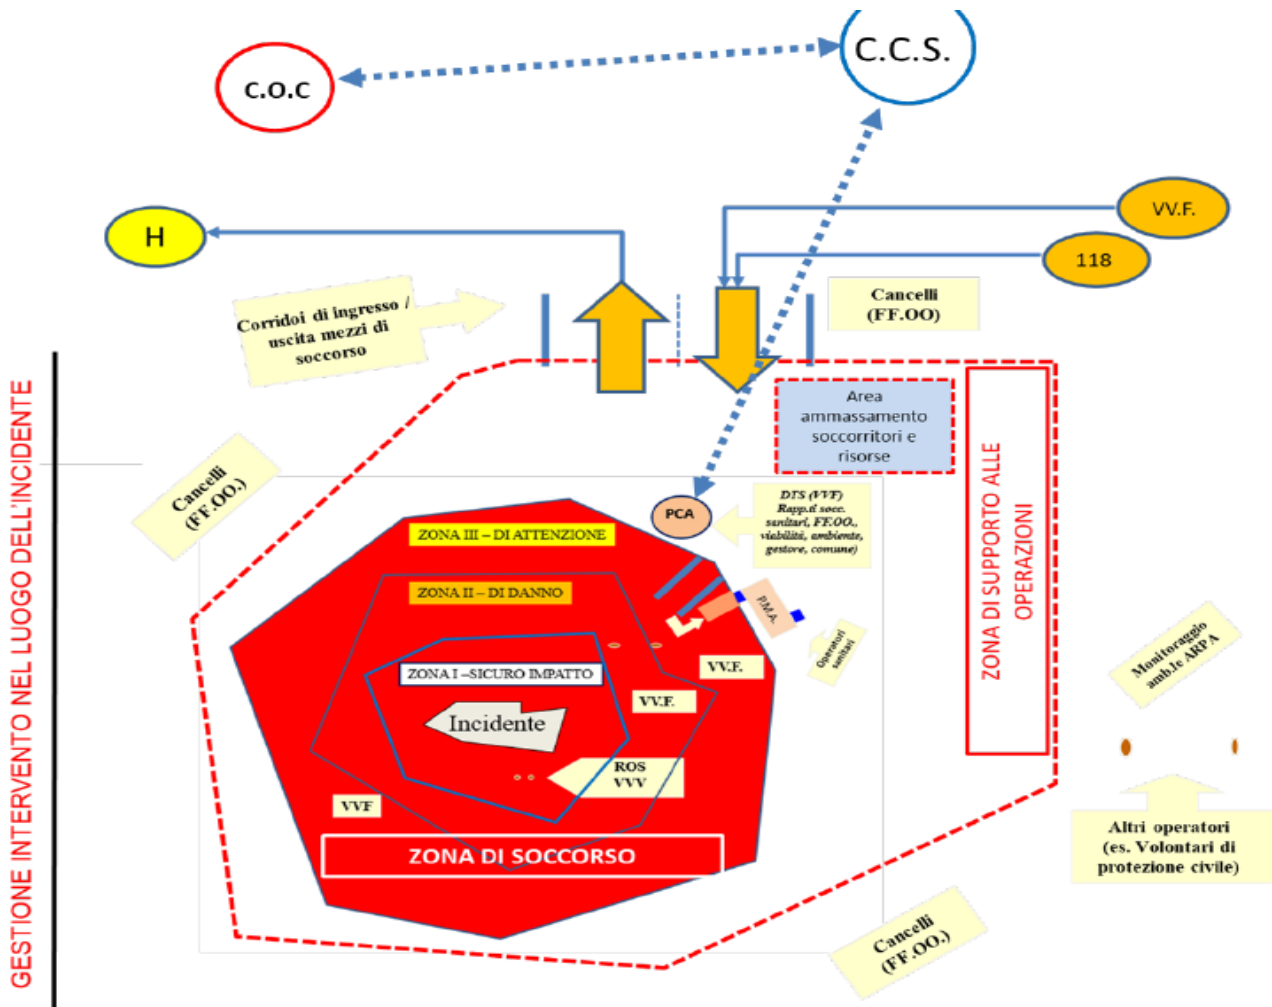 C.O.C
C.C.S.
H
VV.F.
118
Corridoi di ingresso /
uscita mezzi di
soccorso
Cancelli
(FF.OO)
GESTIONE INTERVENTO NEL LUOGO DELL'INCIDENTE
Area
ammassamento
soccorritori e
risorse
ZONA DI SUPPORTO ALLE
OPERAZIONI
Cancelli
(FF.OO.)
PCA
DTS (VVF)
Rapp.ti socc.
sanitari, FF.OO.,
viabilità, ambiente,
gestore, comune)
ZONA III – DI ATTENZIONE
ZONA II – DI DANNO
P.M.A.
Operatori
sanitari
ZONA I –SICURO IMPATTO
VV.F.
VV.F.
Incidente
ROS
VVV
VVF
ZONA DI SOCCORSO
Monitoraggio
amb.le ARPA
Altri operatori
(es. Volontari di
protezione civile)
Cancelli
(FF.OO.)